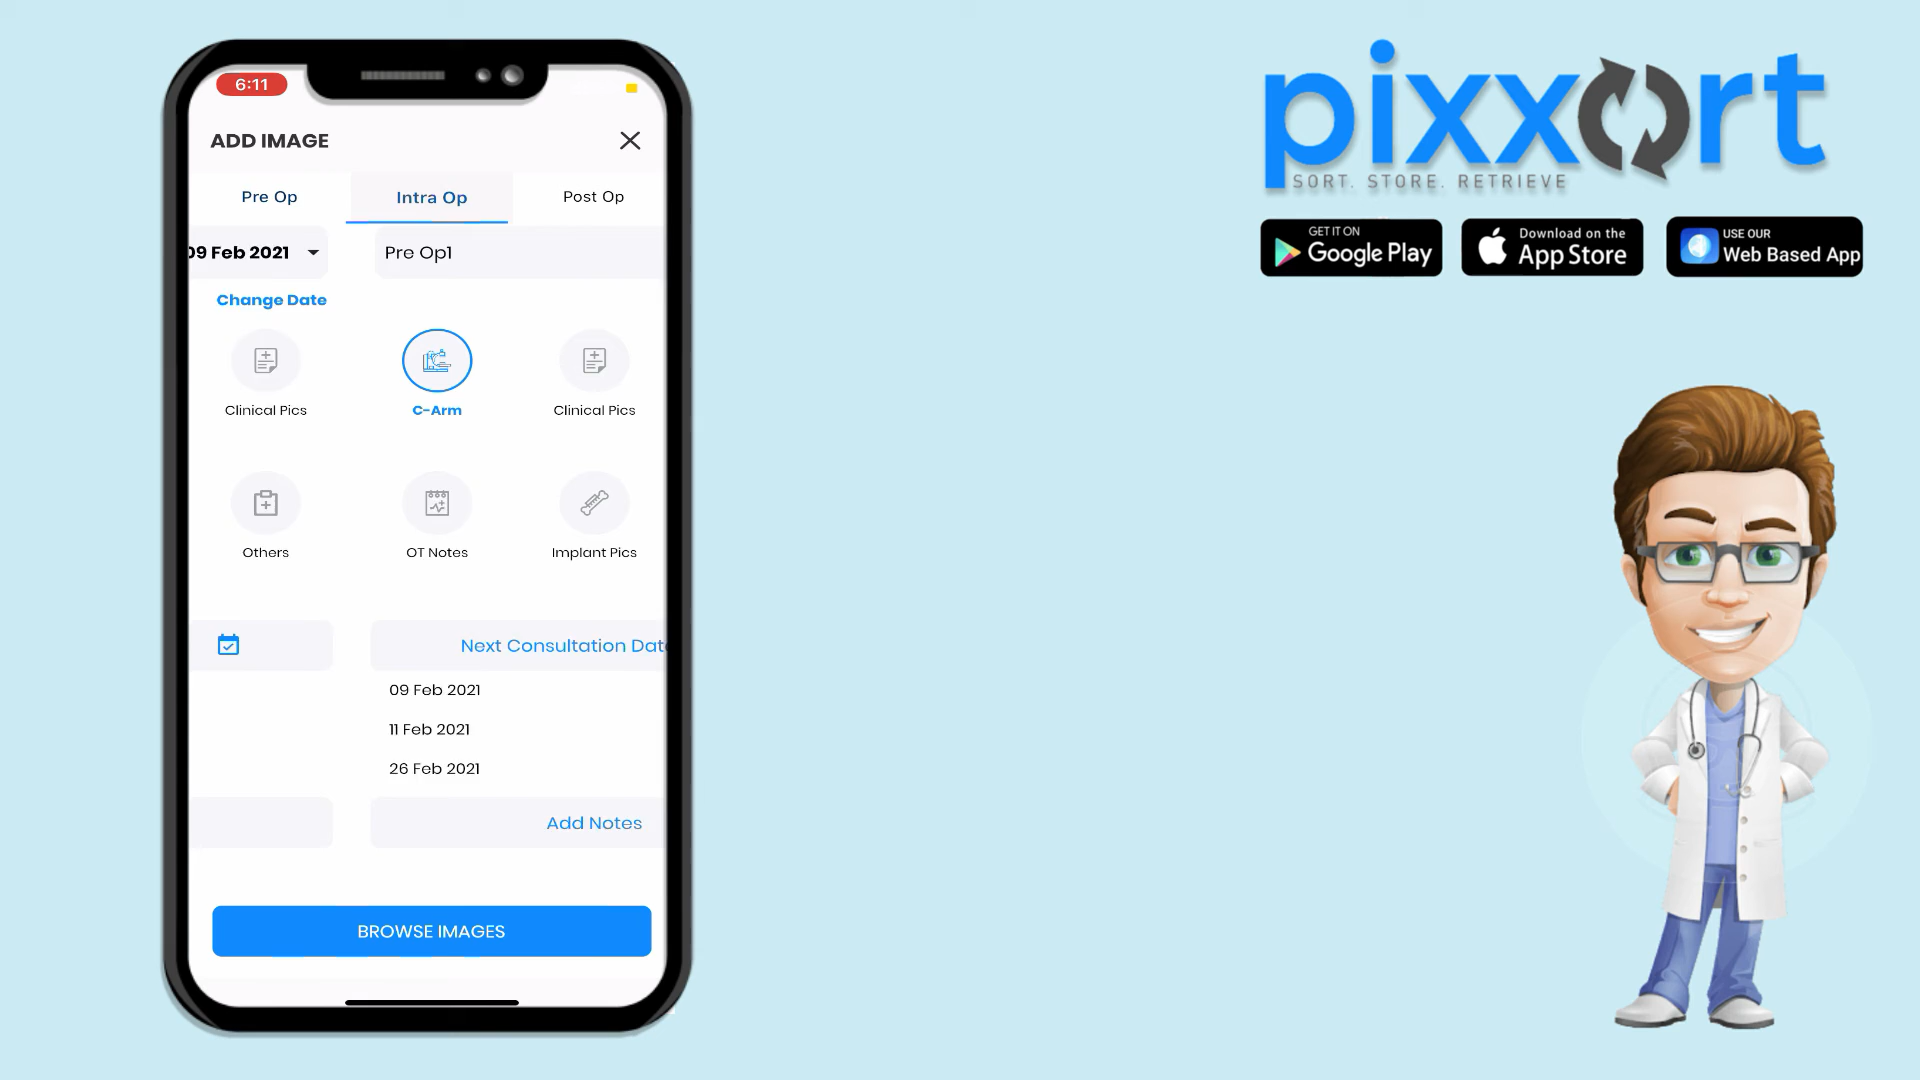 6:11
ADD IMAGE
Pre Op
Intra Op
Post Op
09 Feb 2021
Pre Op1
Change Date
Clinical Pics
C-Arm
Clinical Pics
Others
OT Notes
Implant Pics
Next Consultation Date
09 Feb 2021
11 Feb 2021
26 Feb 2021
Add Notes
BROWSE IMAGES
pixxort
SORT. STORE. RETRIEVE
GET IT ON
Google Play
Download on the
App Store
USE OUR
Web Based App